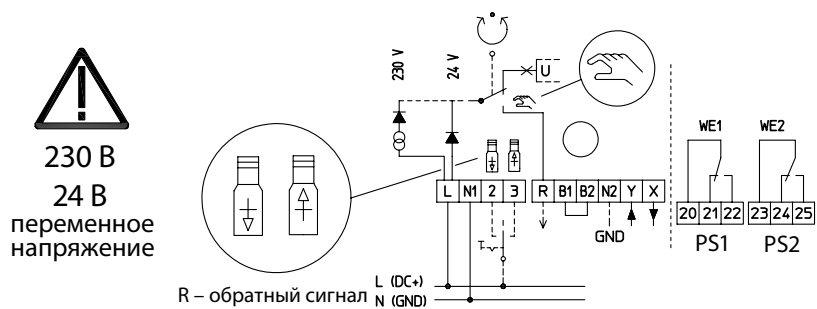 230 В
24 В
переменное
напряжение
230 V
24 V
U
L N1 2 3 R B1 B2 N2 Y X
GND
WE1 WE2
20 21 22 23 24 25
PS1 PS2
L (DC+)
R – обратный сигнал N (GND)